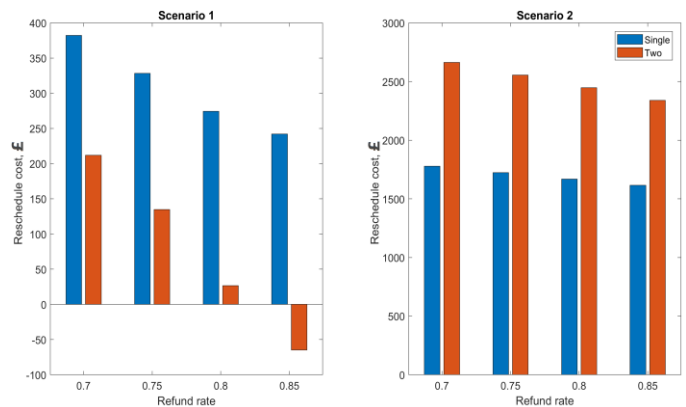 Scenario 1
Reschedule cost, £
400
350
300
250
200
150
100
50
0
-50
-100
0.7 0.75 0.8 0.85
Refund rate
Scenario 2
Single
Two
Reschedule cost, £
3000
2500
2000
1500
1000
500
0
0.7 0.75 0.8 0.85
Refund rate